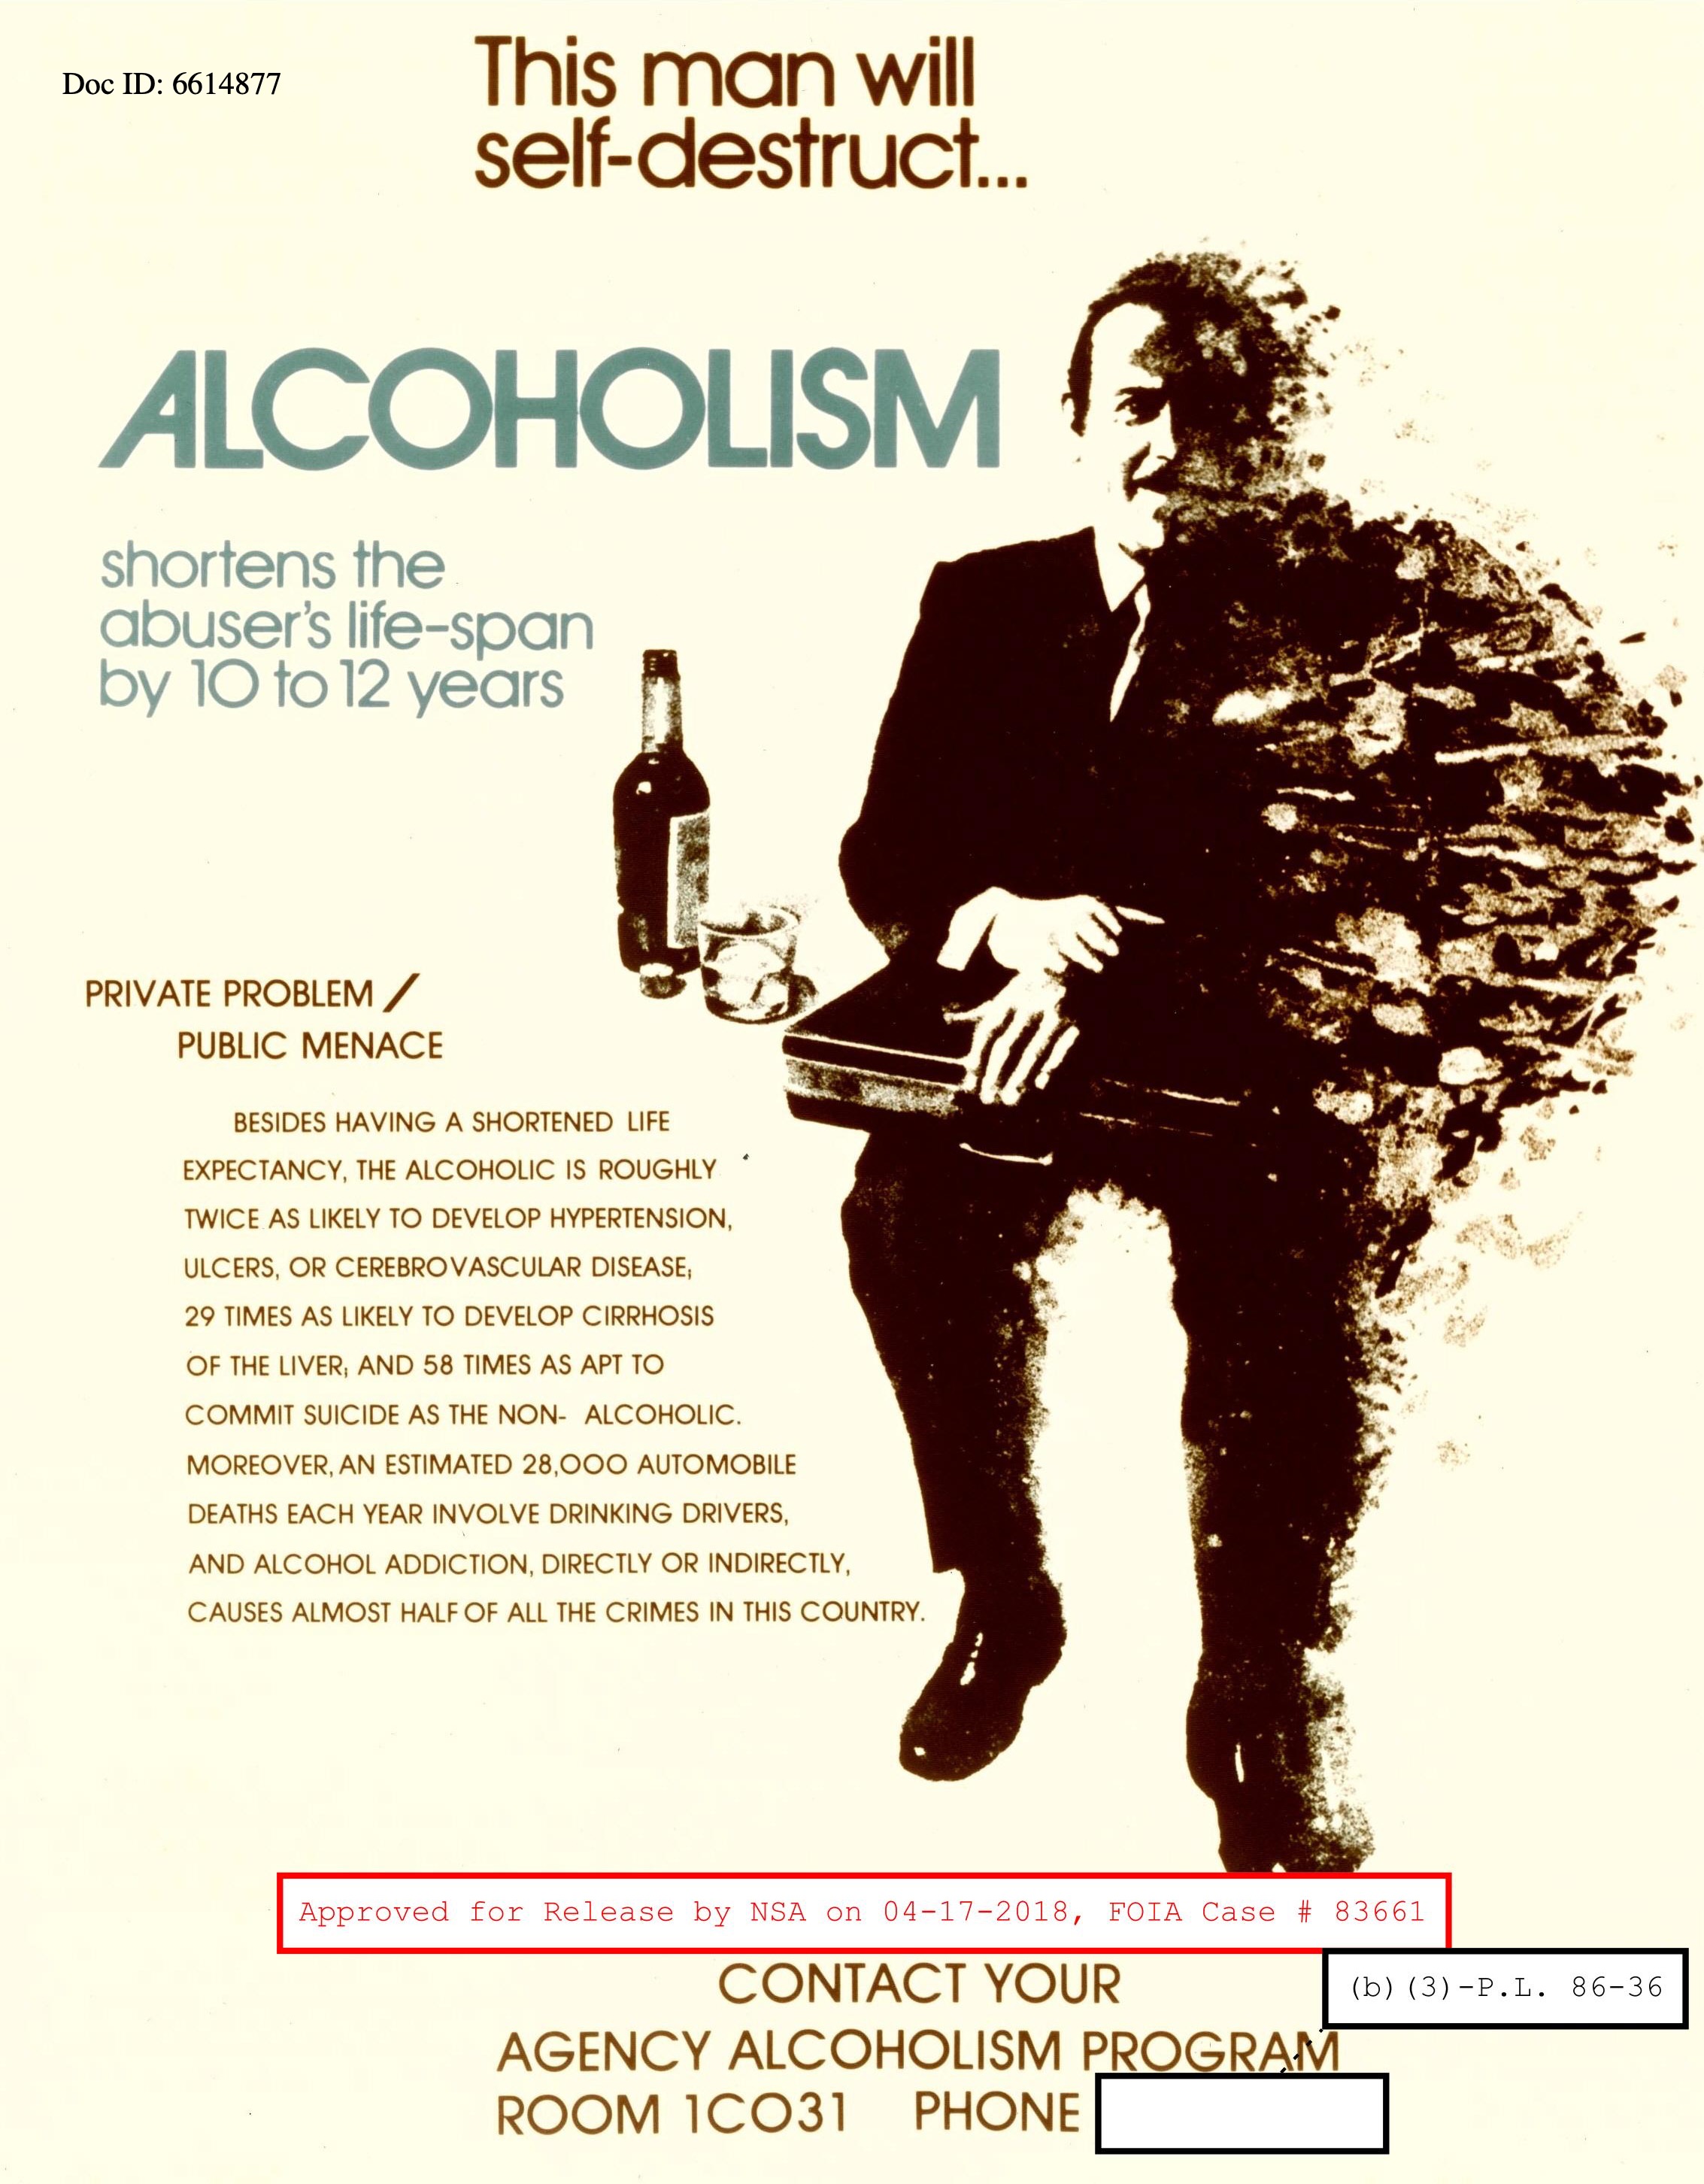 Doc ID: 6614877
This man will
self-destruct...
ALCOHOLISM
shortens the
abuser's life-span
by 10 to 12 years
PRIVATE PROBLEM /
PUBLIC MENACE
BESIDES HAVING A SHORTENED LIFE
EXPECTANCY, THE ALCOHOLIC IS ROUGHLY
TWICE AS LIKELY TO DEVELOP HYPERTENSION,
ULCERS, OR CEREBROVASCULAR DISEASE;
29 TIMES AS LIKELY TO DEVELOP CIRRHOSIS
OF THE LIVER; AND 58 TIMES AS APT TO
COMMIT SUICIDE AS THE NON- ALCOHOLIC.
MOREOVER, AN ESTIMATED 28,000 AUTOMOBILE
DEATHS EACH YEAR INVOLVE DRINKING DRIVERS,
AND ALCOHOL ADDICTION, DIRECTLY OR INDIRECTLY,
CAUSES ALMOST HALF OF ALL THE CRIMES IN THIS COUNTRY.
Approved for Release by NSA on 04-17-2018, FOIA Case # 83661
(b)(3)-P.L. 86-36
CONTACT YOUR
AGENCY ALCOHOLISM PROGRAM
ROOM 1CO31 PHONE